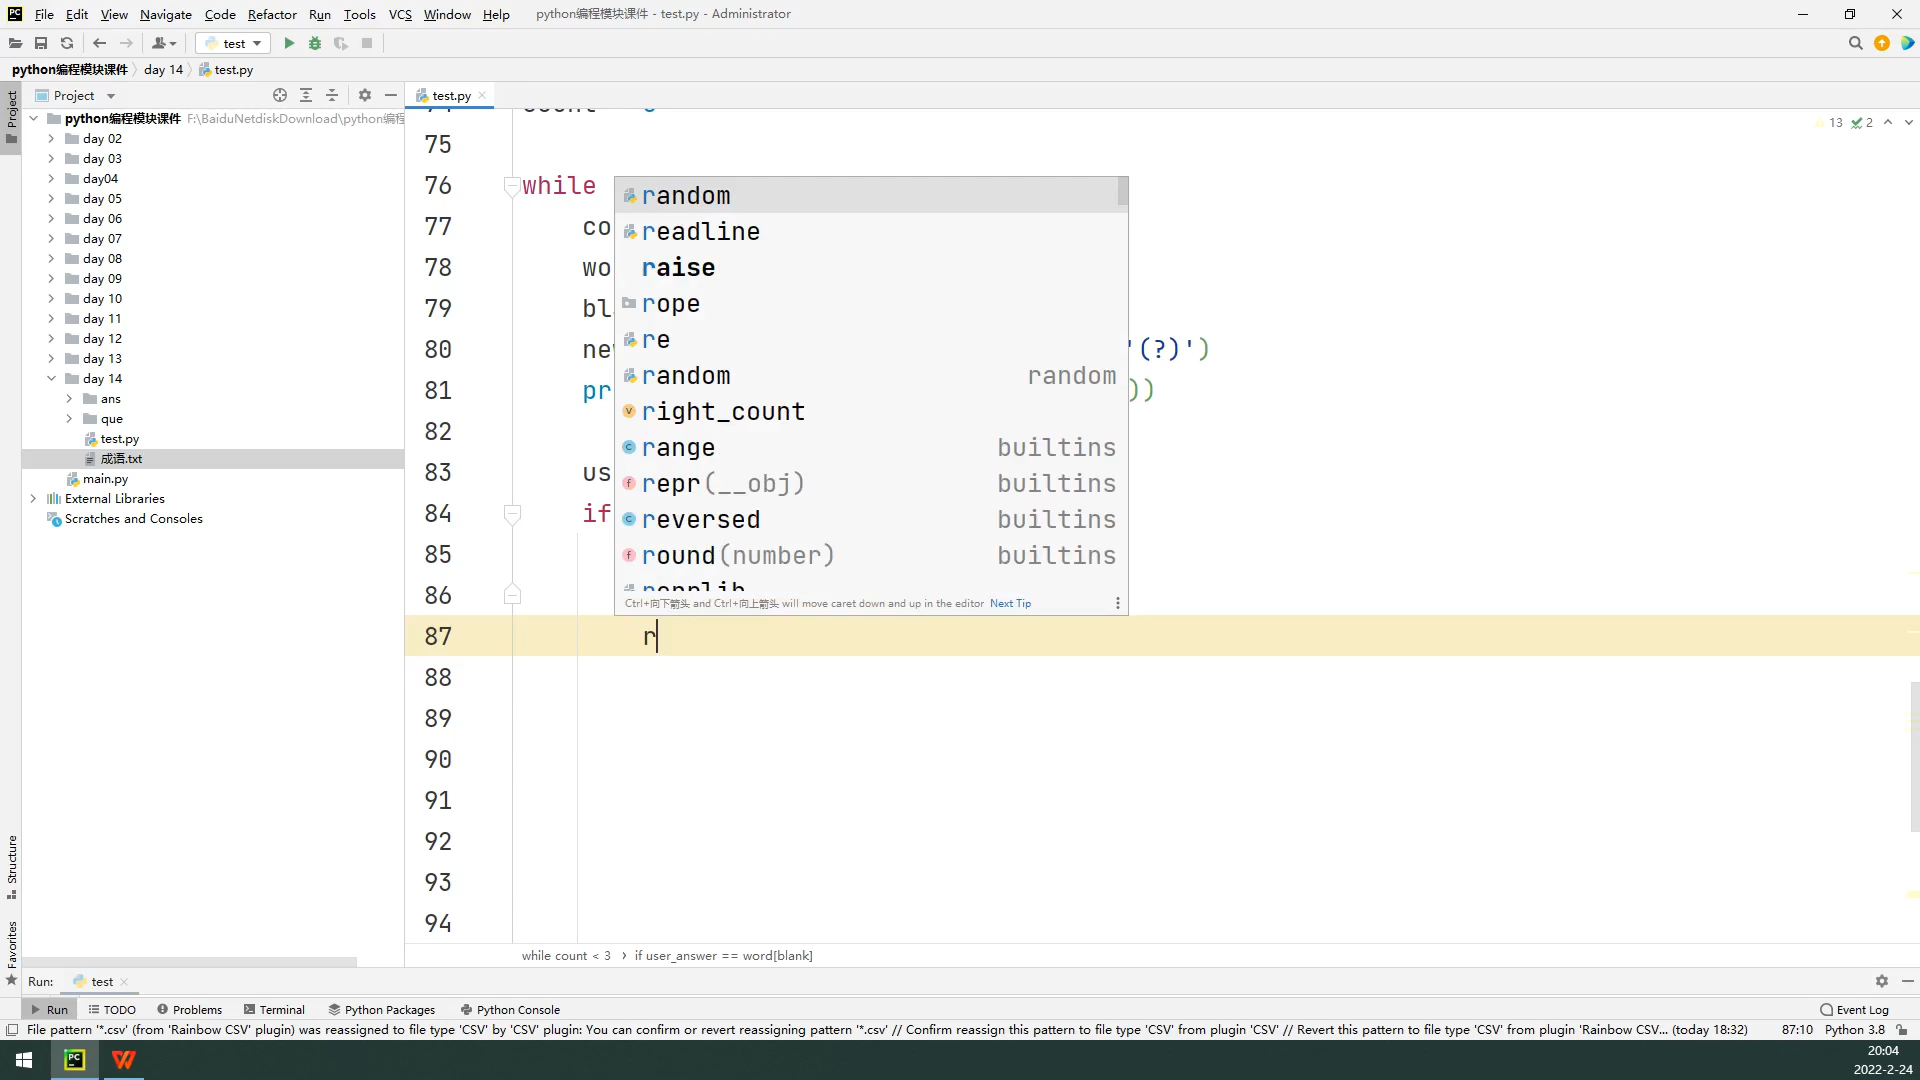 File Edit View Navigate Code Refactor Run Tools VCS Window Help python编程模块课件 - test.py - Administrator
test
python编程模块课件 day 14 test.py
Project
Project
test.py
python编程模块课件 F:\BaiduNetdiskDownload\python编程
day 02
day 03
day04
day 05
day 06
day 07
day 08
day 09
day 10
day 11
day 12
day 13
day 14
ans
que
test.py
成语.txt
main.py
External Libraries
Scratches and Consoles
13 2
75
76 while
77 co
78 wo
79 bl
80 new '(?)')
81 pr ))
82
83 us
84 if
85
86
87 r
88
89
90
91
92
93
94
random
readline
raise
rope
re
random random
right_count
range builtins
repr(__obj) builtins
reversed builtins
round(number) builtins
Ctrl+向下箭头 and Ctrl+向上箭头 will move caret down and up in the editor Next Tip
while count < 3 › if user_answer == word[blank]
Structure
Favorites
Run: test
Run TODO Problems Terminal Python Packages Python Console Event Log
File pattern '*.csv' (from 'Rainbow CSV' plugin) was reassigned to file type 'CSV' by 'CSV' plugin: You can confirm or revert reassigning pattern '*.csv' // Confirm reassign this pattern to file type 'CSV' from plugin 'CSV' // Revert this pattern to file type 'CSV' from plugin 'Rainbow CSV... (today 18:32) 87:10 Python 3.8
20:04
2022-2-24